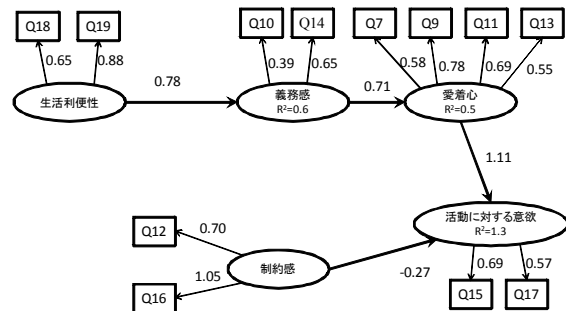 Q18
Q19
Q10
Q14
Q7
Q9
Q11
Q13
0.65
0.88
0.39
0.65
0.58
0.78
0.69
0.55
生活利便性
0.78
義務感
R²=0.6
0.71
愛着心
R²=0.5
1.11
Q12
0.70
制約感
活動に対する意欲
R²=1.3
Q16
1.05
-0.27
0.69
0.57
Q15
Q17